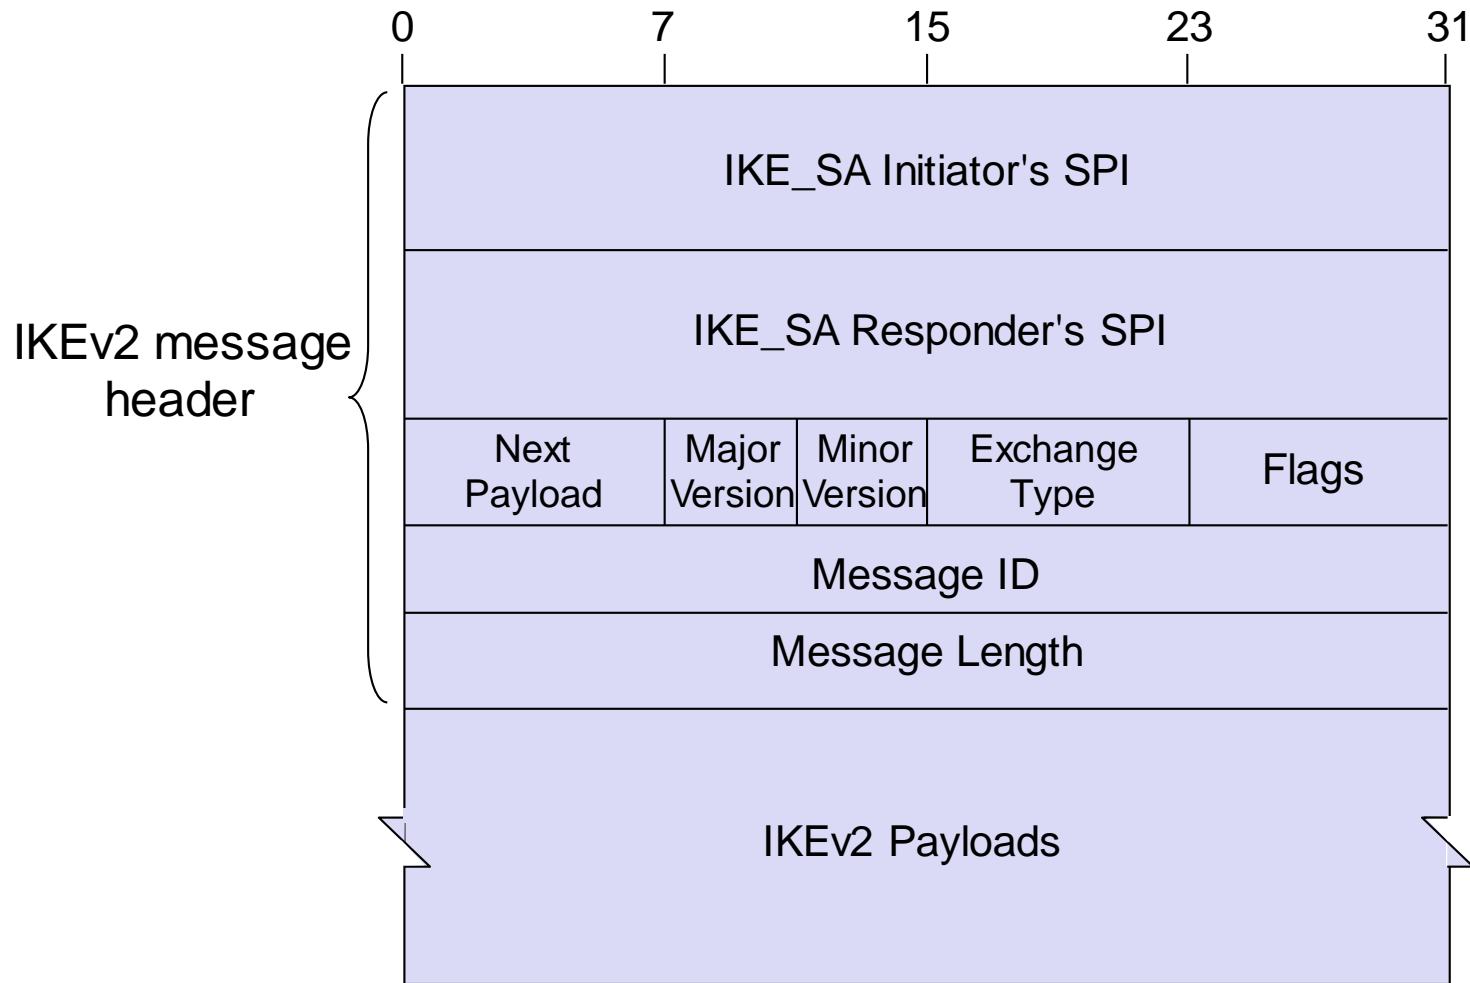 0 7 15 23 31
IKE_SA Initiator's SPI
IKEv2 message
header
IKE_SA Responder's SPI
Next
Payload
Major
Version
Minor
Version
Exchange
Type
Flags
Message ID
Message Length
IKEv2 Payloads